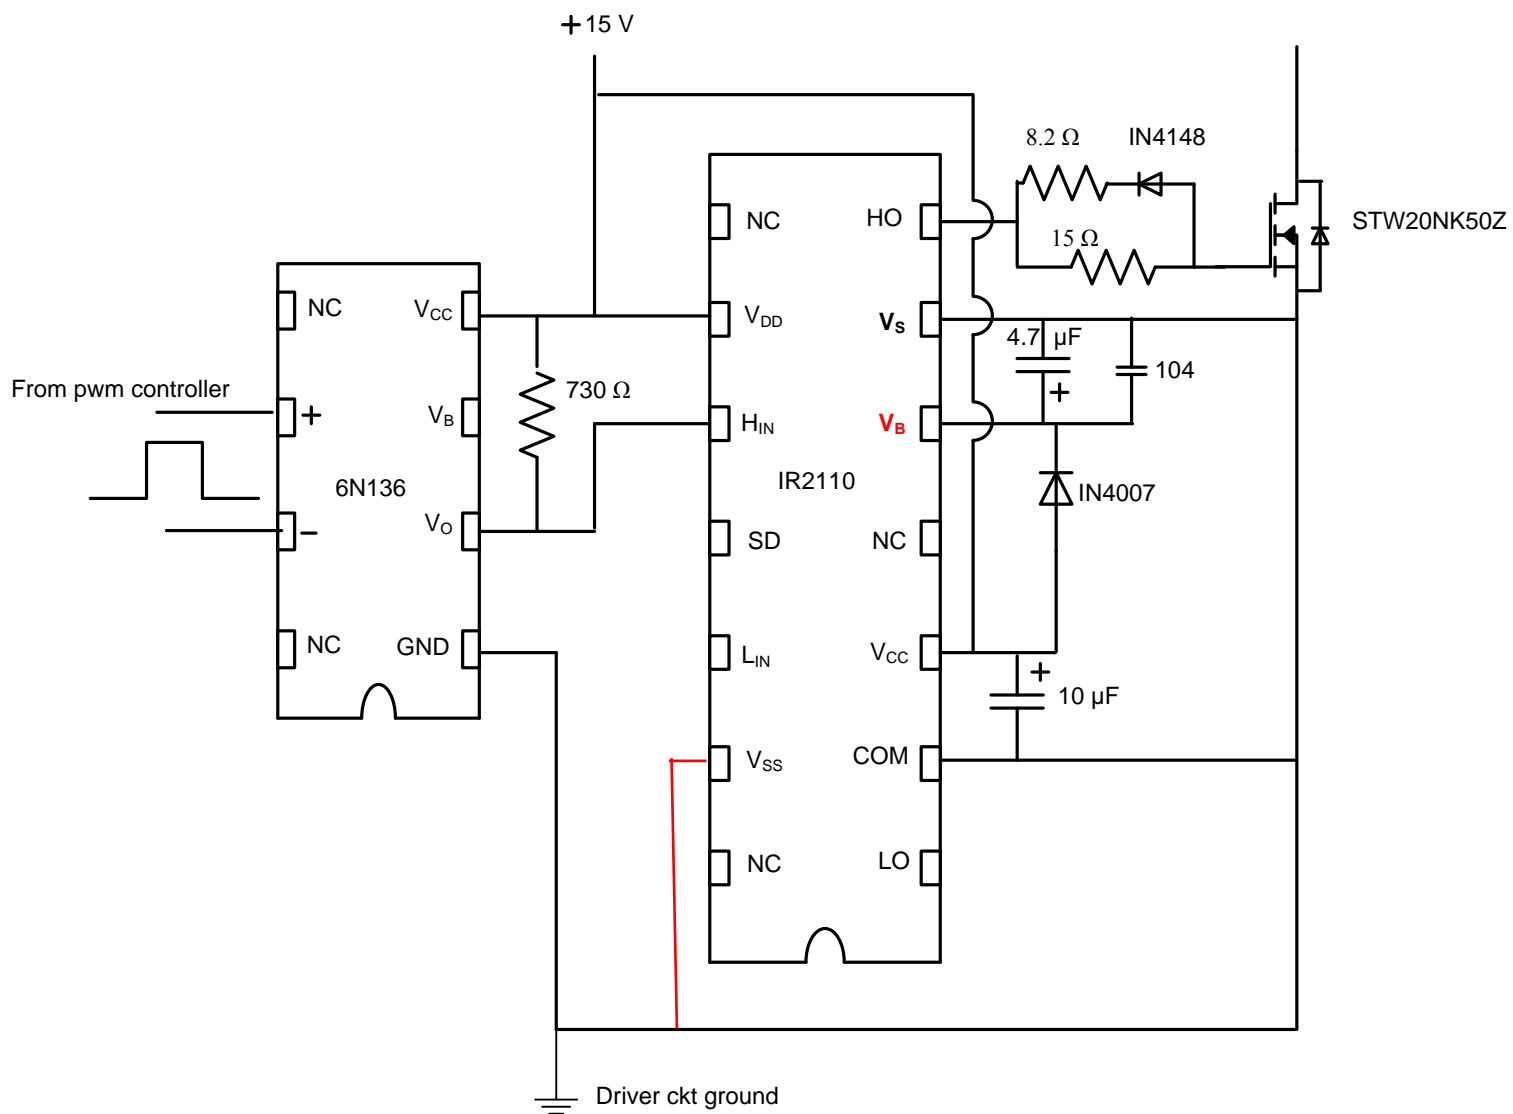 + 15 V
8.2 Ω
IN4148
NC
HO
15 Ω
STW20NK50Z
NC
VCC
VDD
VS
4.7 µF
+
104
730 Ω
From pwm controller
+
VB
HIN
VB
6N136
IR2110
IN4007
-
VO
SD
NC
NC
GND
LIN
VCC
+
10 µF
VSS
COM
NC
LO
Driver ckt ground